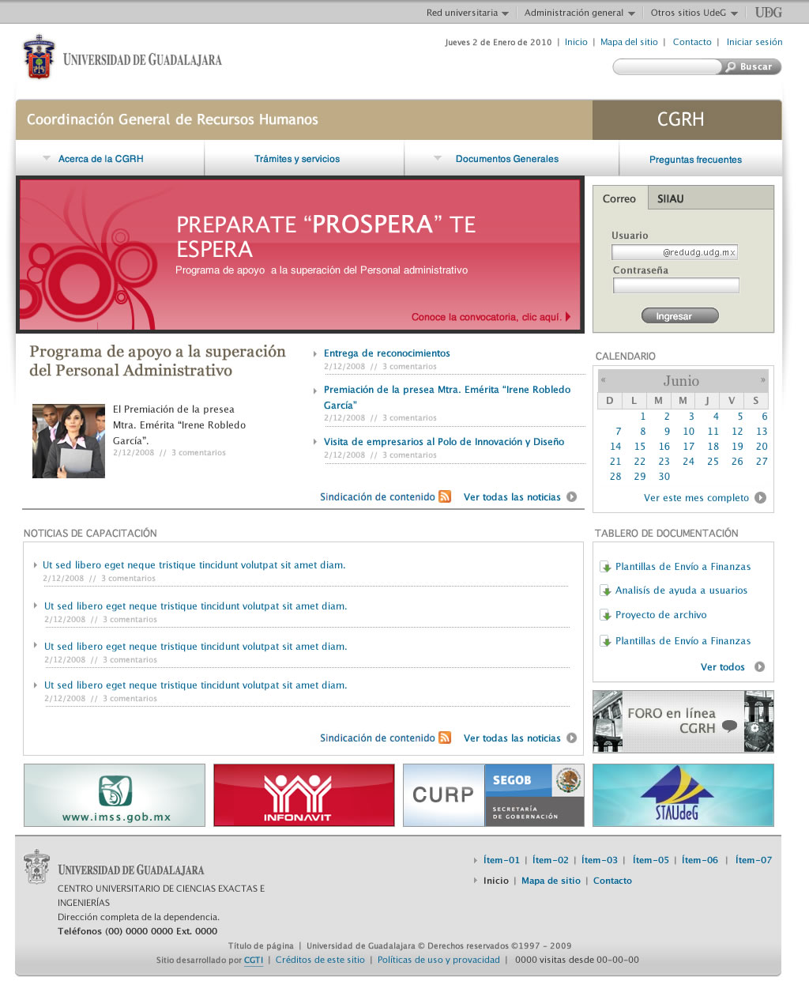 Red universitaria
Administración general
Otros sitios UdeG
UDG
UNIVERSIDAD DE GUADALAJARA
Jueves 2 de Enero de 2010 | Inicio | Mapa del sitio | Contacto | Iniciar sesión
Buscar
Coordinación General de Recursos Humanos
CGRH
Acerca de la CGRH
Trámites y servicios
Documentos Generales
Preguntas frecuentes
PREPARATE “PROSPERA” TE
ESPERA
Programa de apoyo a la superación del Personal administrativo
Conoce la convocatoria, clic aquí.
Correo
SIIAU
Usuario
@redudg.udg.mx
Contraseña
Ingresar
Programa de apoyo a la superación
del Personal Administrativo
El Premiación de la presea
Mtra. Emérita “Irene Robledo
García”.
2/12/2008 // 3 comentarios
Entrega de reconocimientos
2/12/2008 // 3 comentarios
Premiación de la presea Mtra. Emérita “Irene Robledo
García”
2/12/2008 // 3 comentarios
Visita de empresarios al Polo de Innovación y Diseño
2/12/2008 // 3 comentarios
Sindicación de contenido
Ver todas las noticias
CALENDARIO
« Junio »
D L M M J V S
1 2 3 4 5 6
7 8 9 10 11 12 13
14 15 16 17 18 19 20
21 22 23 24 25 26 27
28 29 30
Ver este mes completo
NOTICIAS DE CAPACITACIÓN
Ut sed libero eget neque tristique tincidunt volutpat sit amet diam.
2/12/2008 // 3 comentarios
Ut sed libero eget neque tristique tincidunt volutpat sit amet diam.
2/12/2008 // 3 comentarios
Ut sed libero eget neque tristique tincidunt volutpat sit amet diam.
2/12/2008 // 3 comentarios
Ut sed libero eget neque tristique tincidunt volutpat sit amet diam.
2/12/2008 // 3 comentarios
Sindicación de contenido
Ver todas las noticias
TABLERO DE DOCUMENTACIÓN
Plantillas de Envío a Finanzas
Analisís de ayuda a usuarios
Proyecto de archivo
Plantillas de Envío a Finanzas
Ver todos
FORO en línea
CGRH
www.imss.gob.mx
INFONAVIT
CURP
SEGOB
SECRETARÍA
DE GOBERNACIÓN
STAUdeG
UNIVERSIDAD DE GUADALAJARA
CENTRO UNIVERSITARIO DE CIENCIAS EXACTAS E
INGENIERÍAS
Dirección completa de la dependencia.
Teléfonos (00) 0000 0000 Ext. 0000
Ítem-01 | Ítem-02 | Ítem-03 | Ítem-05 | Ítem-06 | Ítem-07
Inicio | Mapa de sitio | Contacto
Título de página | Universidad de Guadalajara © Derechos reservados ©1997 - 2009
Sitio desarrollado por CGTI | Créditos de este sitio | Políticas de uso y provacidad | 0000 visitas desde 00-00-00